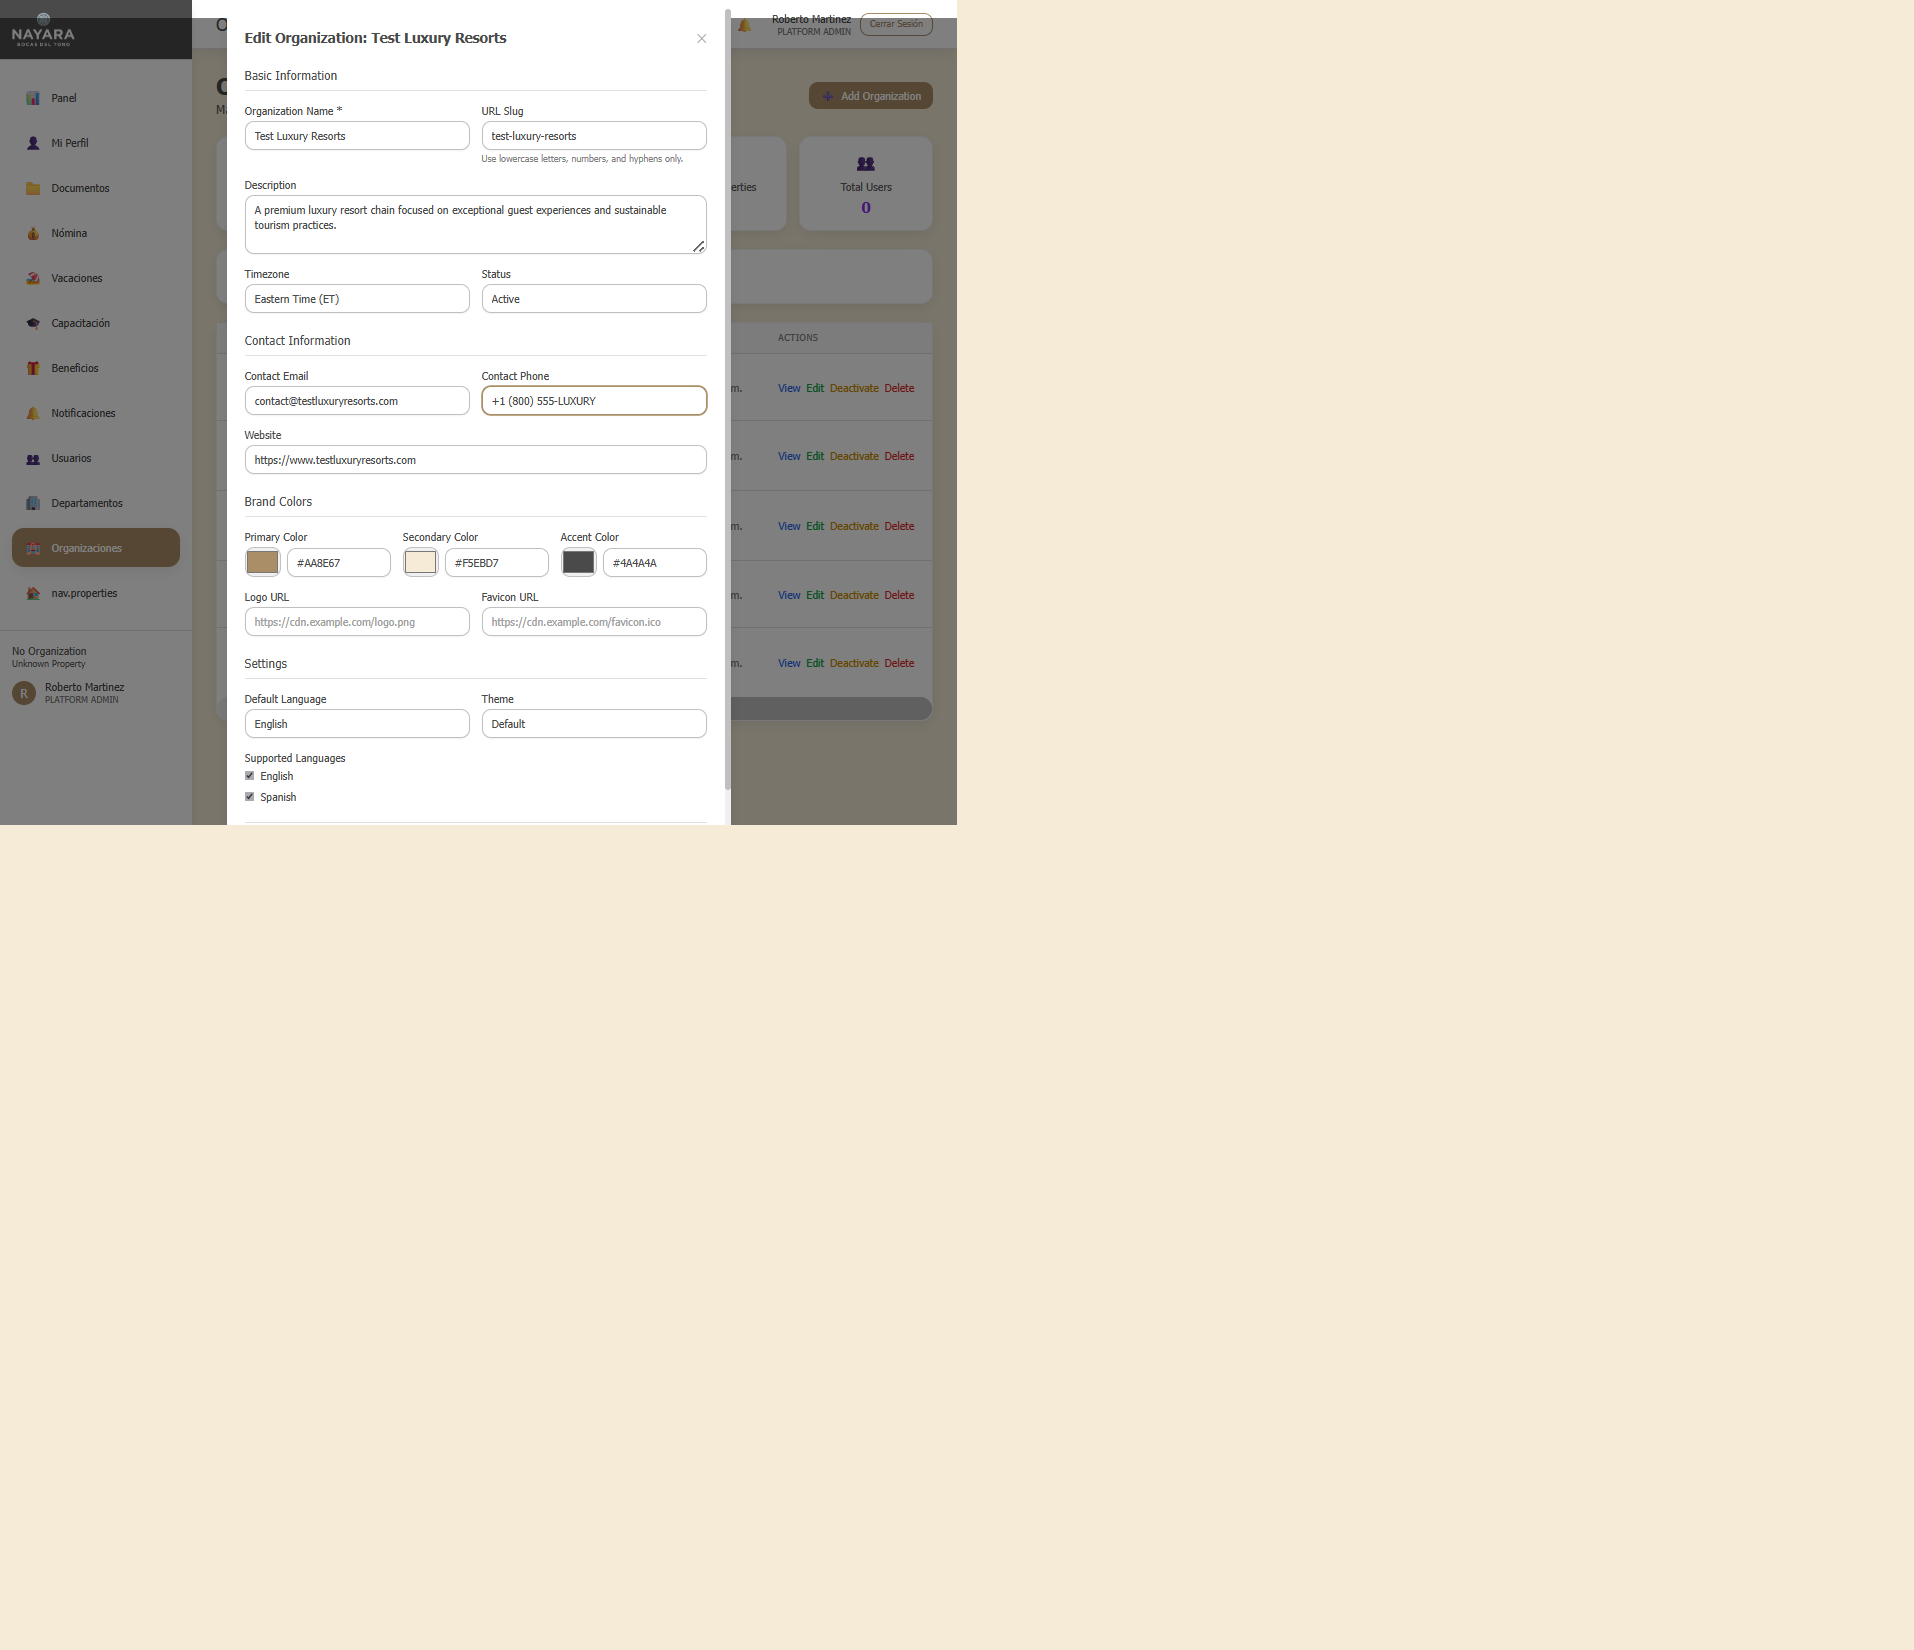 NAYARA
BOCAS DEL TORO
Panel
Mi Perfil
Documentos
Nómina
Vacaciones
Capacitación
Beneficios
Notificaciones
Usuarios
Departamentos
Organizaciones
nav.properties
No Organization
Unknown Property
R
Roberto Martinez
PLATFORM ADMIN
Roberto Martinez
PLATFORM ADMIN
Cerrar Sesión
Add Organization
Total Users
0
ACTIONS
View Edit Deactivate Delete
View Edit Deactivate Delete
View Edit Deactivate Delete
View Edit Deactivate Delete
View Edit Deactivate Delete
Edit Organization: Test Luxury Resorts
Basic Information
Organization Name *
Test Luxury Resorts
URL Slug
test-luxury-resorts
Use lowercase letters, numbers, and hyphens only.
Description
A premium luxury resort chain focused on exceptional guest experiences and sustainable
tourism practices.
Timezone
Eastern Time (ET)
Status
Active
Contact Information
Contact Email
contact@testluxuryresorts.com
Contact Phone
+1 (800) 555-LUXURY
Website
https://www.testluxuryresorts.com
Brand Colors
Primary Color
#AA8E67
Secondary Color
#F5EBD7
Accent Color
#4A4A4A
Logo URL
https://cdn.example.com/logo.png
Favicon URL
https://cdn.example.com/favicon.ico
Settings
Default Language
English
Theme
Default
Supported Languages
English
Spanish